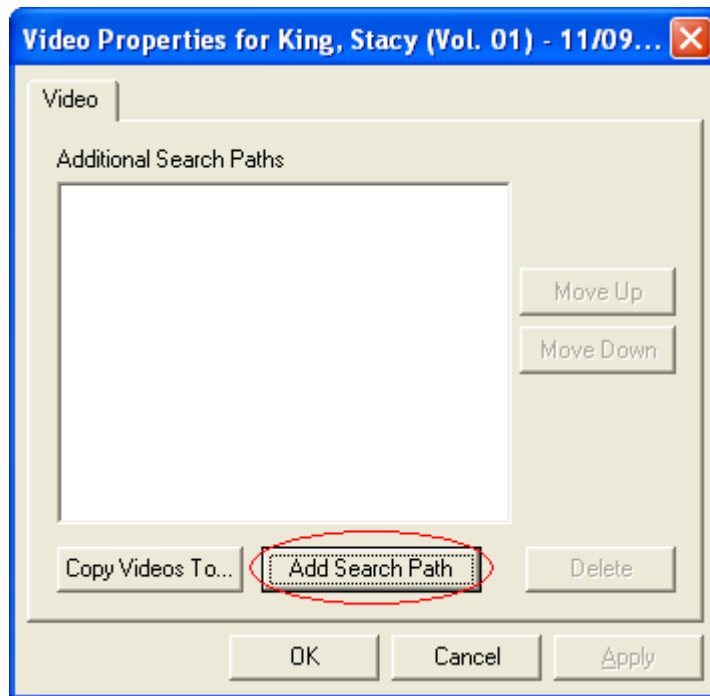 Video Properties for King, Stacy (Vol. 01) - 11/09...
Video
Additional Search Paths
Move Up
Move Down
Copy Videos To...
Add Search Path
Delete
OK
Cancel
Apply